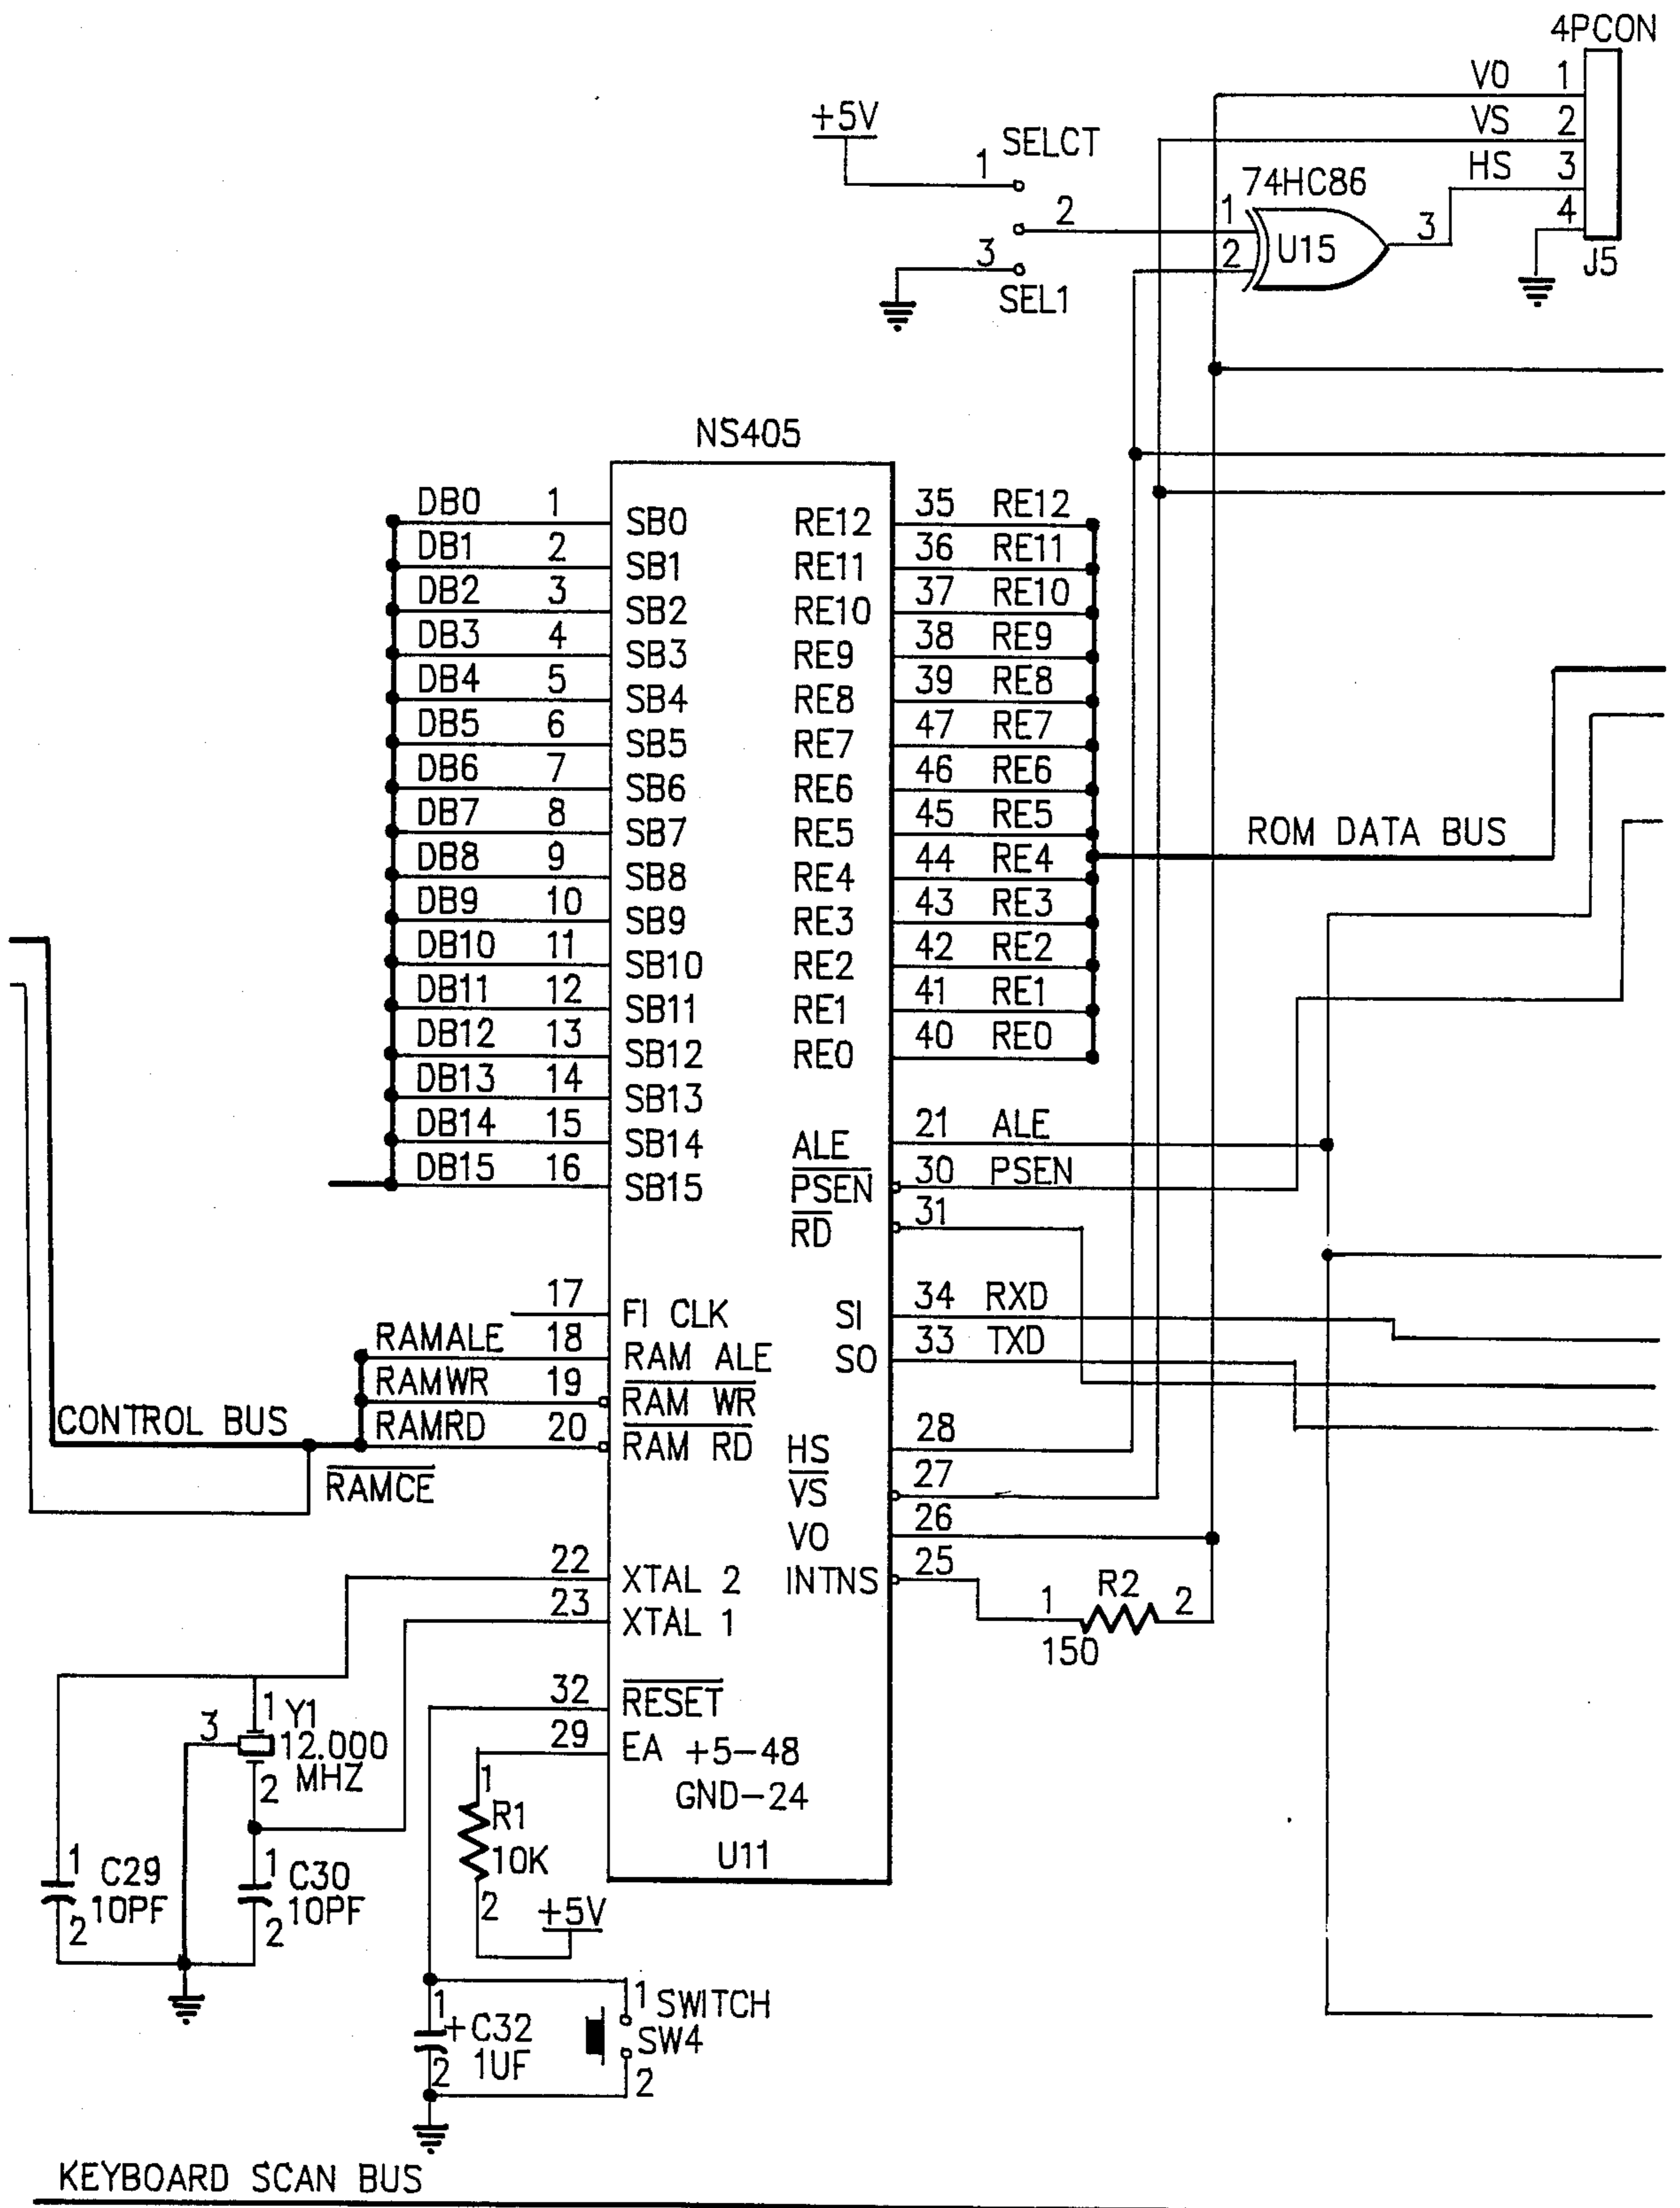 4PCON
VO 1
VS 2
HS 3
4
J5
+5V
1 SELCT
2
3
SEL1
74HC86
1
2
U15
3
NS405
DB0 1 SB0
DB1 2 SB1
DB2 3 SB2
DB3 4 SB3
DB4 5 SB4
DB5 6 SB5
DB6 7 SB6
DB7 8 SB7
DB8 9 SB8
DB9 10 SB9
DB10 11 SB10
DB11 12 SB11
DB12 13 SB12
DB13 14 SB13
DB14 15 SB14
DB15 16 SB15
RE12 35 RE12
RE11 36 RE11
RE10 37 RE10
RE9 38 RE9
RE8 39 RE8
RE7 47 RE7
RE6 46 RE6
RE5 45 RE5
RE4 44 RE4
RE3 43 RE3
RE2 42 RE2
RE1 41 RE1
RE0 40 RE0
ROM DATA BUS
ALE 21 ALE
PSEN 30 PSEN
RD 31
17 FI CLK
RAMALE 18 RAM ALE
RAMWR 19 RAM WR
RAMRD 20 RAM RD
CONTROL BUS
RAMCE
SI 34 RXD
SO 33 TXD
HS 28
VS 27
VO 26
INTNS 25
1 R2 2
150
22 XTAL 2
23 XTAL 1
32 RESET
29 EA +5-48
GND-24
U11
1 Y1
3 12.000
2 MHZ
1 C29
10PF
2
1 C30
10PF
2
1
R1
10K
2
+5V
1
+C32
1UF
2
1 SWITCH
SW4
2
KEYBOARD SCAN BUS